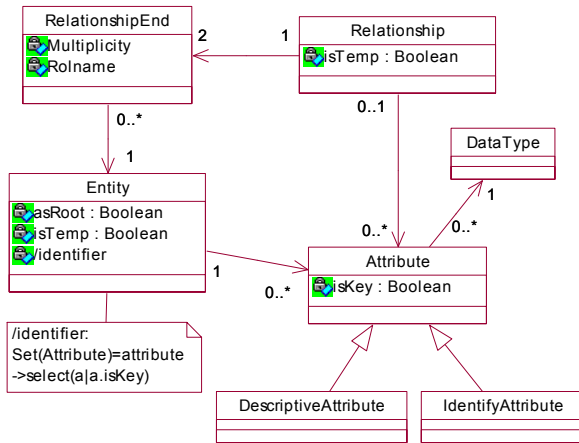 RelationshipEnd
Multiplicity
Rolname
2
1
Relationship
isTemp : Boolean
0..*
1
0..1
DataType
1
0..*
Entity
asRoot : Boolean
isTemp : Boolean
/identifier
1
0..*
0..*
Attribute
isKey : Boolean
/identifier:
Set(Attribute)=attribute
->select(a|a.isKey)
DescriptiveAttribute
IdentifyAttribute